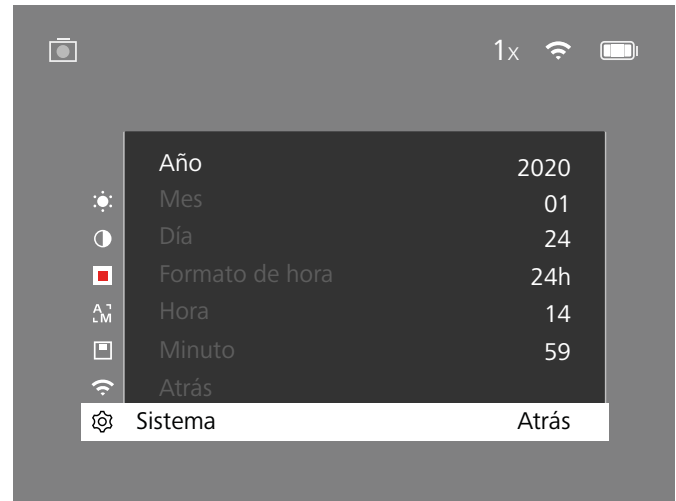 1x
Año 2020
Mes 01
Día 24
Formato de hora 24h
Hora 14
Minuto 59
Atrás
Sistema Atrás
A
M